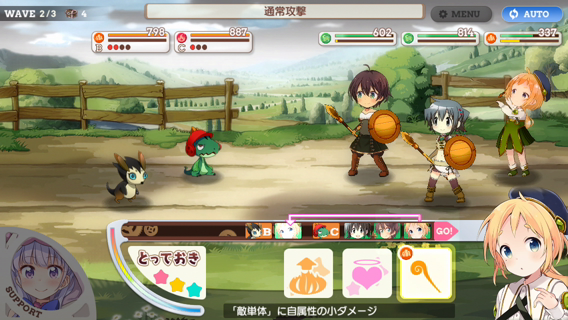 WAVE 2/3 4
通常攻撃
MENU
AUTO
798
B
887
C
602
814
337
B C GO!
とっておき
SUPPORT
「敵単体」に自属性の小ダメージ